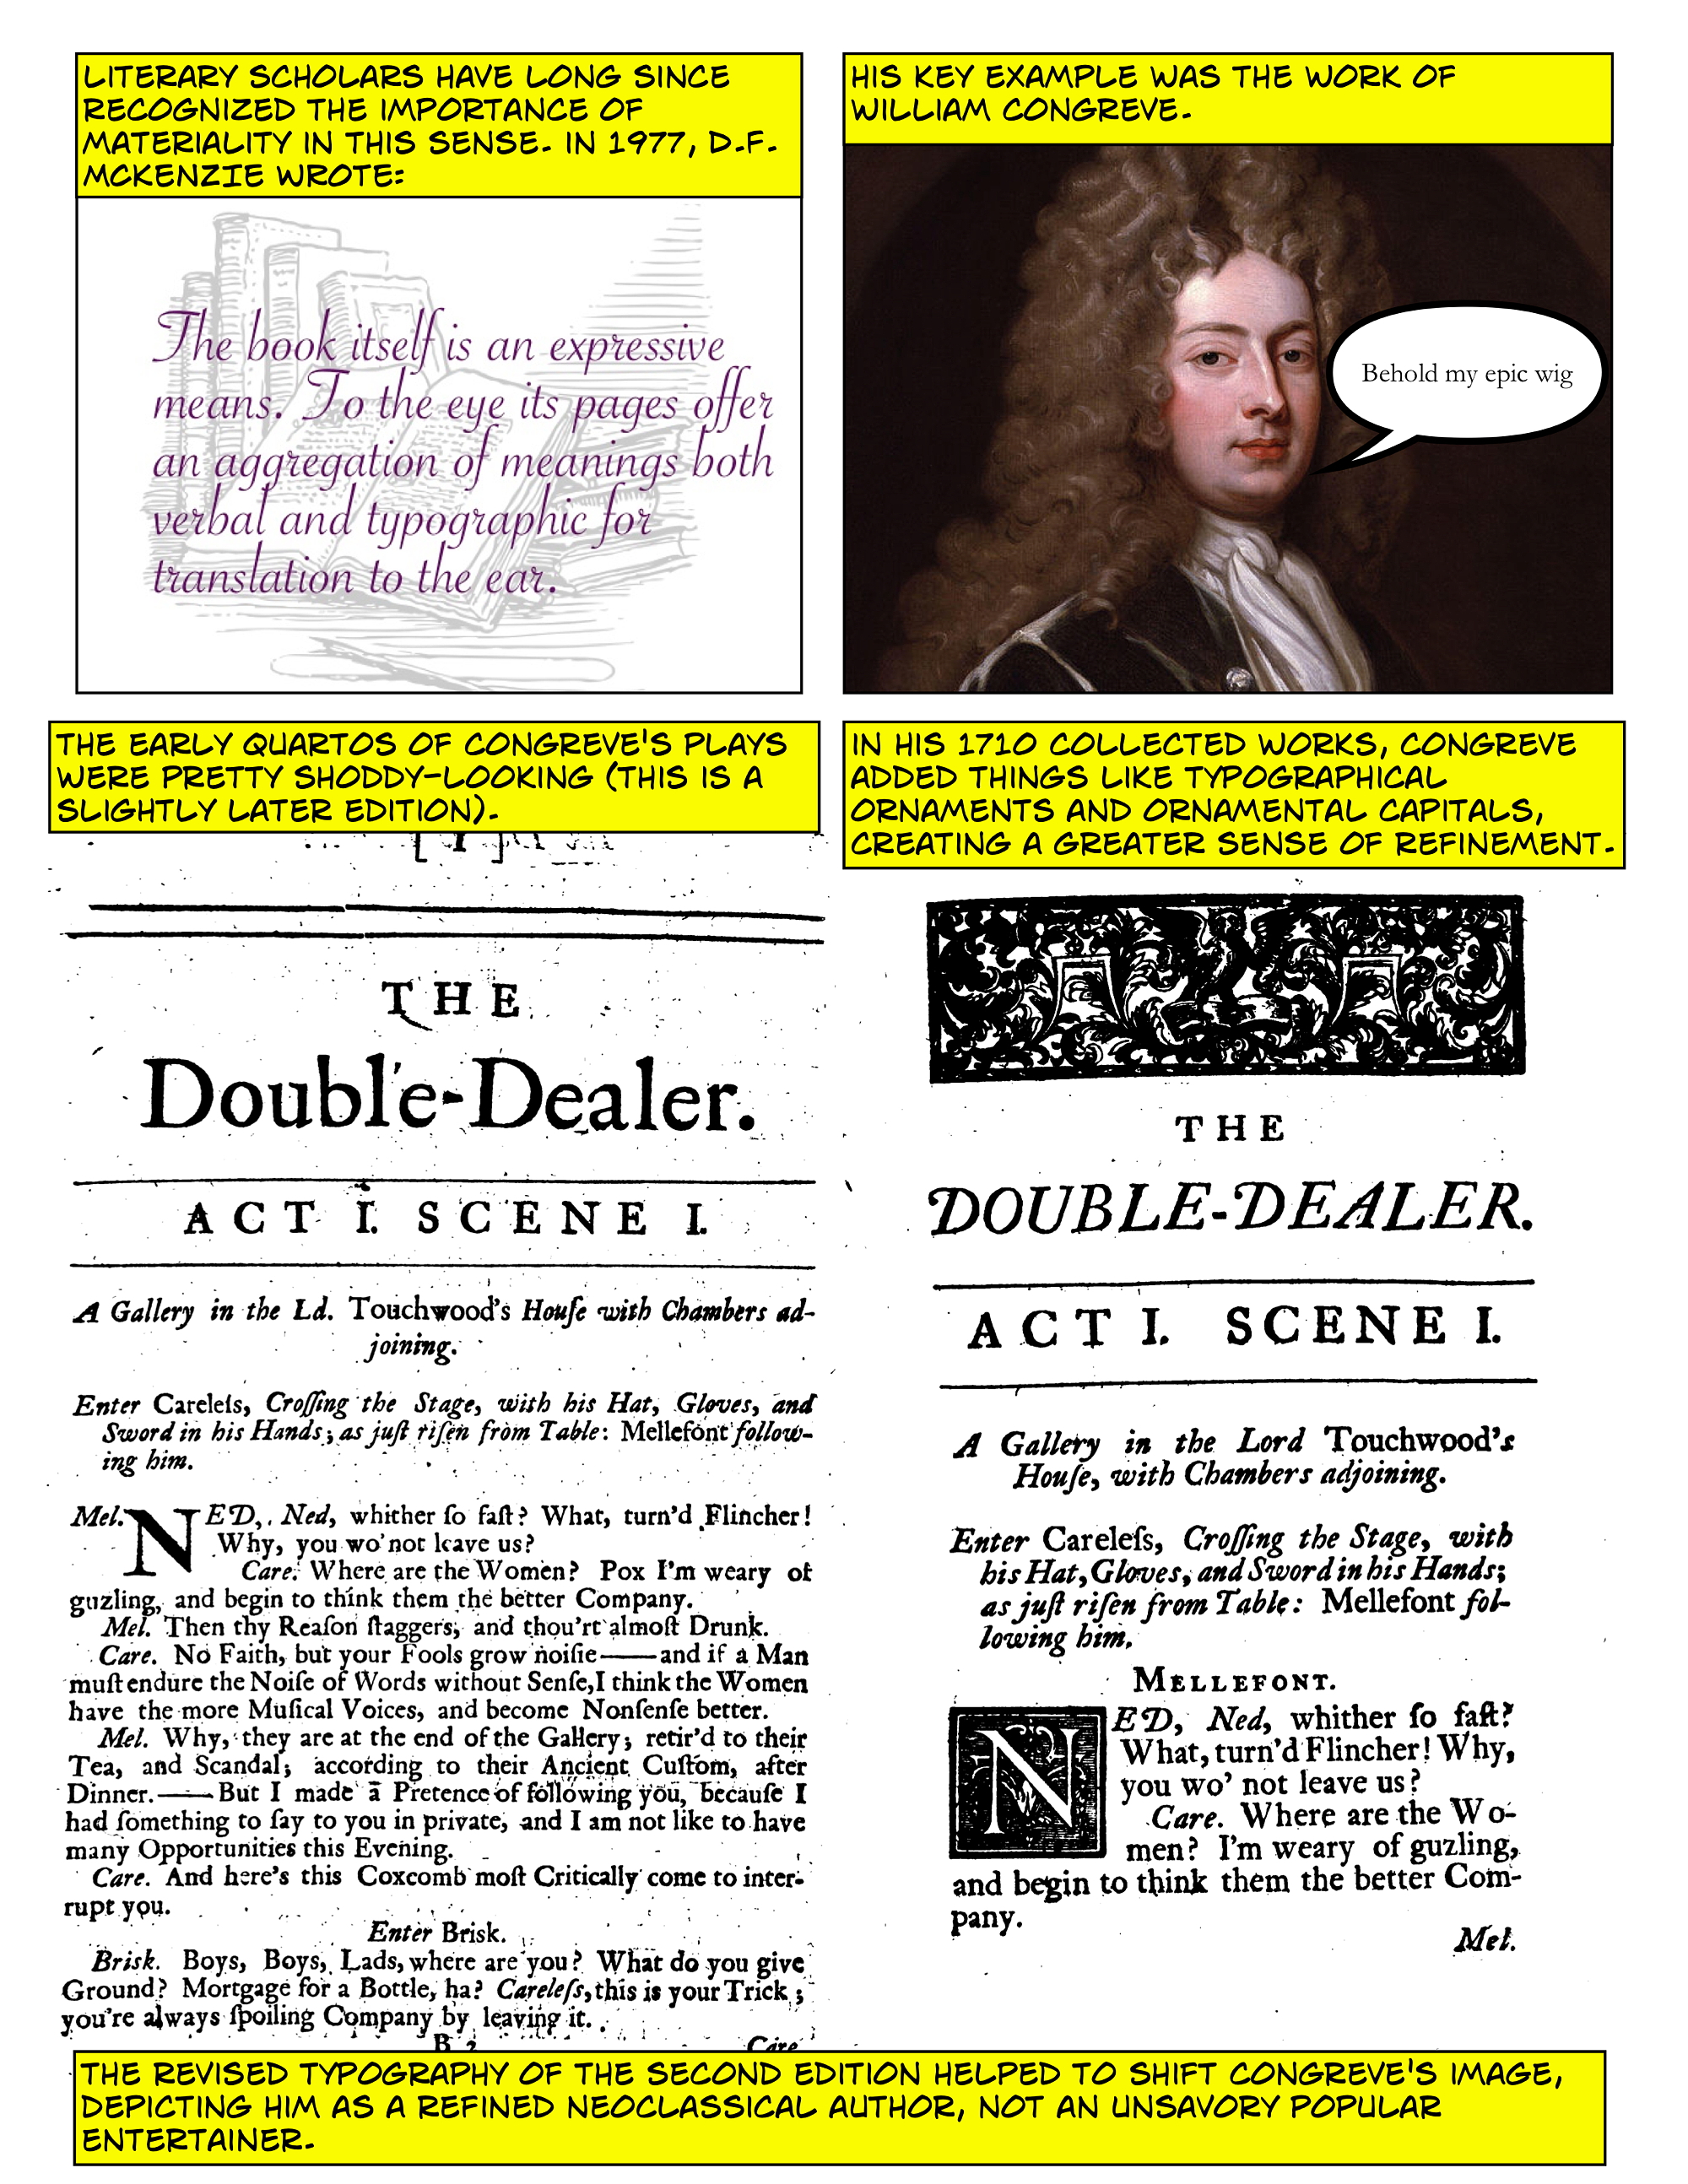 LITERARY SCHOLARS HAVE LONG SINCE
RECOGNIZED THE IMPORTANCE OF
MATERIALITY IN THIS SENSE. IN 1977, D.F.
MCKENZIE WROTE:
The book itself is an expressive
means. To the eye its pages offer
an aggregation of meanings both
verbal and typographic for
translation to the ear.
HIS KEY EXAMPLE WAS THE WORK OF
WILLIAM CONGREVE.
Behold my epic wig
THE EARLY QUARTOS OF CONGREVE'S PLAYS
WERE PRETTY SHODDY-LOOKING (THIS IS A
SLIGHTLY LATER EDITION).
THE
Double-Dealer.
ACT I. SCENE I.
A Gallery in the Ld. Touchwood's Houſe with Chambers ad-
joining.
Enter Careleſs, Croſſing the Stage, with his Hat, Gloves, and
Sword in his Hands; as juſt riſen from Table: Mellefont follow-
ing him.
Mel. NED, Ned, whither ſo faſt? What, turn'd Flincher!
Why, you wo' not leave us?
Care. Where are the Women? Pox I'm weary of
guzling, and begin to think them the better Company.
Mel. Then thy Reaſon ſtaggers, and thou'rt almoſt Drunk.
Care. No Faith, but your Fools grow noiſie——and if a Man
muſt endure the Noiſe of Words without Senſe, I think the Women
have the more Muſical Voices, and become Nonſenſe better.
Mel. Why, they are at the end of the Gallery; retir'd to their
Tea, and Scandal; according to their Ancient Cuſtom, after
Dinner.——But I made a Pretence of following you, becauſe I
had ſomething to ſay to you in private, and I am not like to have
many Opportunities this Evening.
Care. And here's this Coxcomb moſt Critically come to inter-
rupt you.
Enter Brisk.
Brisk. Boys, Boys, Lads, where are you? What do you give
Ground? Mortgage for a Bottle, ha? Careleſs, this is your Trick;
you're always ſpoiling Company by leaving it.
B 2 Care
IN HIS 1710 COLLECTED WORKS, CONGREVE
ADDED THINGS LIKE TYPOGRAPHICAL
ORNAMENTS AND ORNAMENTAL CAPITALS,
CREATING A GREATER SENSE OF REFINEMENT.
THE
DOUBLE-DEALER.
ACT I. SCENE I.
A Gallery in the Lord Touchwood's
Houſe, with Chambers adjoining.
Enter Careleſs, Croſſing the Stage, with
his Hat, Gloves, and Sword in his Hands;
as juſt riſen from Table: Mellefont fol-
lowing him.
MELLEFONT.
NED, Ned, whither ſo faſt?
What, turn'd Flincher! Why,
you wo' not leave us?
Care. Where are the Wo-
men? I'm weary of guzling,
and begin to think them the better Com-
pany.
Mel.
THE REVISED TYPOGRAPHY OF THE SECOND EDITION HELPED TO SHIFT CONGREVE'S IMAGE,
DEPICTING HIM AS A REFINED NEOCLASSICAL AUTHOR, NOT AN UNSAVORY POPULAR
ENTERTAINER.